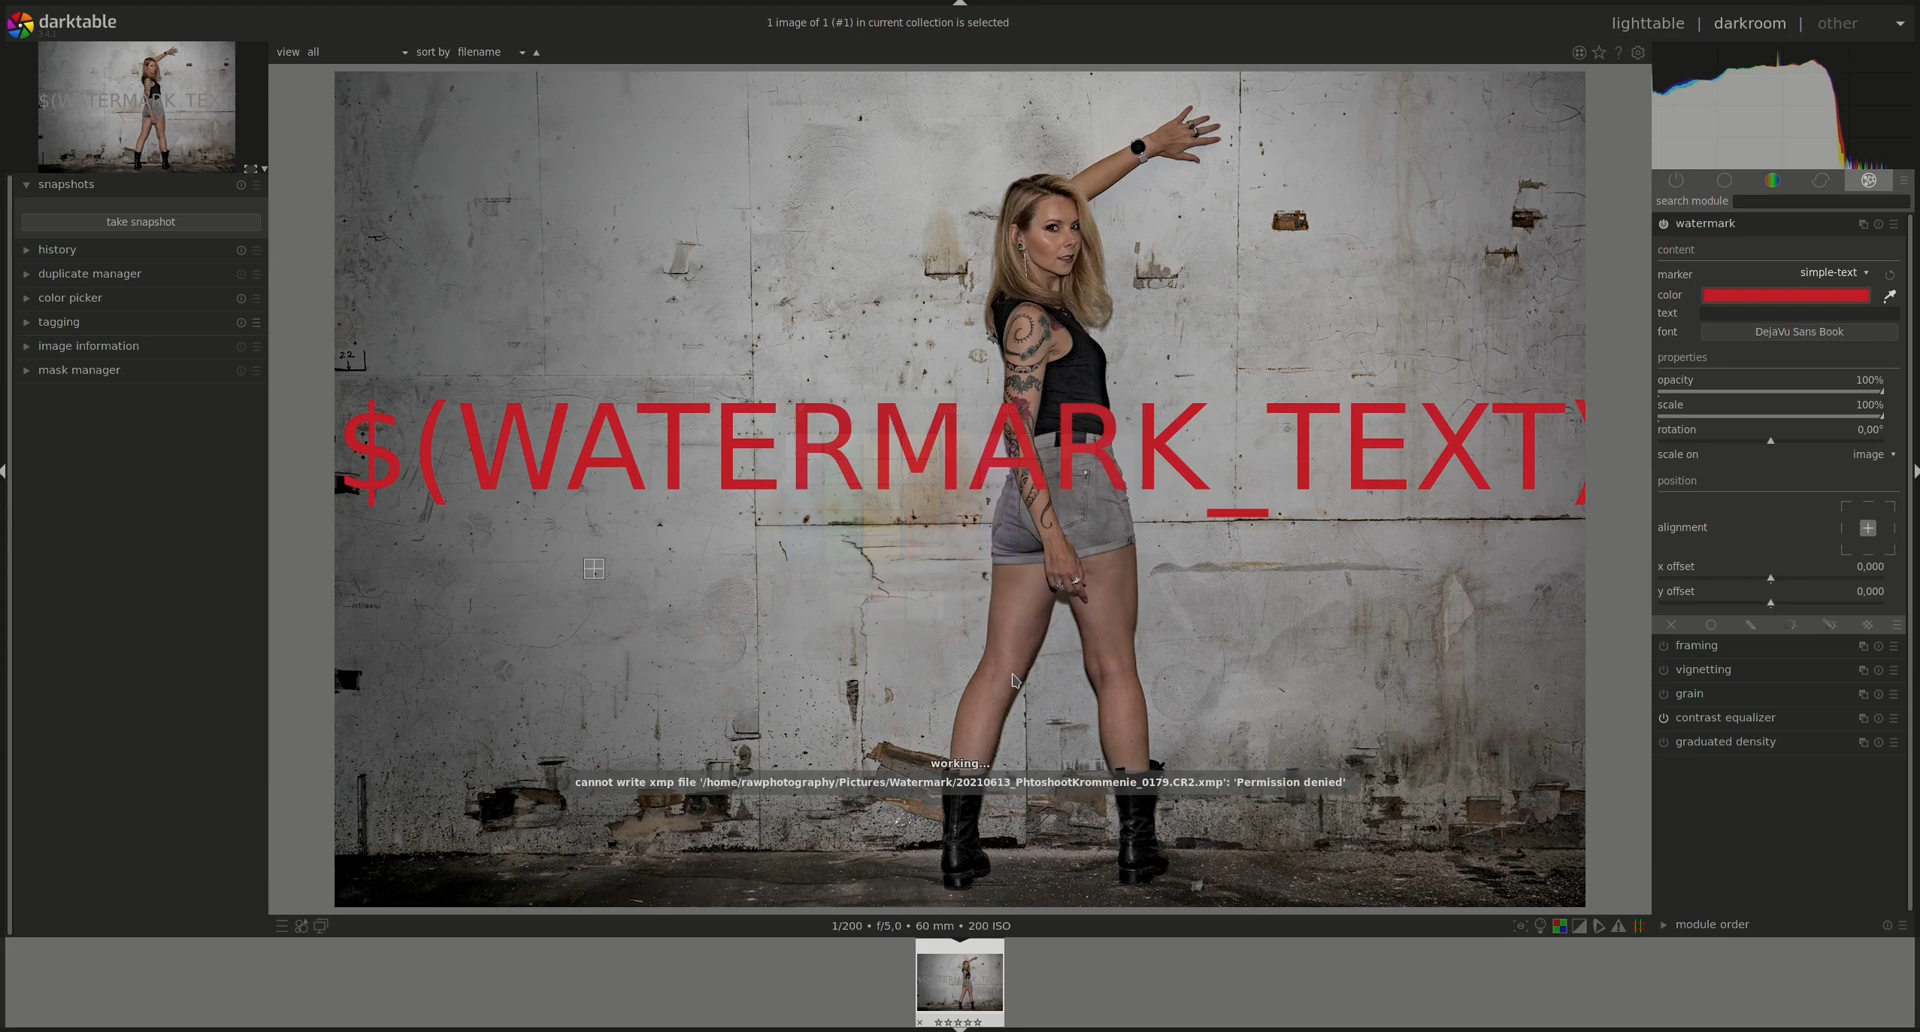 darktable
3.4.1
1 image of 1 (#1) in current collection is selected
lighttable | darkroom | other
view all
sort by filename
$(WATERMARK_TEXT
snapshots
take snapshot
history
duplicate manager
color picker
tagging
image information
mask manager
22
$(WATERMARK_TEXT)
working...
cannot write xmp file '/home/rawphotography/Pictures/Watermark/20210613_PhtoshootKrommenie_0179.CR2.xmp': 'Permission denied'
1/200 • f/5,0 • 60 mm • 200 ISO
search module
watermark
content
marker simple-text
color
text
font DejaVu Sans Book
properties
opacity 100%
scale 100%
rotation 0,00°
scale on image
position
alignment
x offset 0,000
y offset 0,000
framing
vignetting
grain
contrast equalizer
graduated density
module order